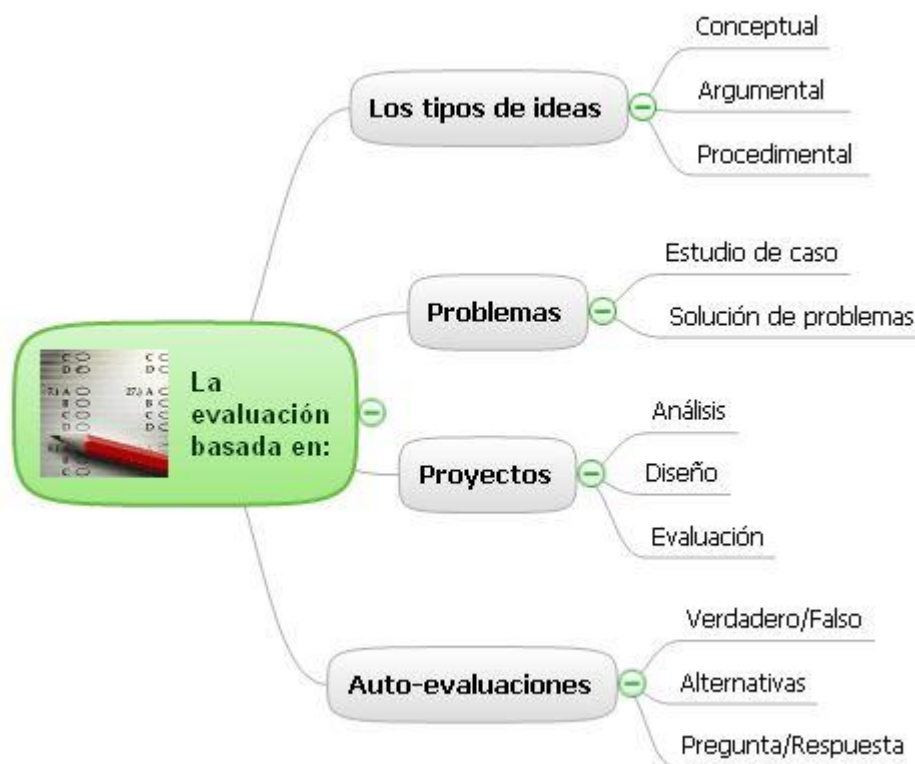 Conceptual
Los tipos de ideas
Argumental
Procedimental
Estudio de caso
Problemas
Solución de problemas
La
evaluación
basada en:
Análisis
Proyectos
Diseño
Evaluación
Verdadero/Falso
Auto-evaluaciones
Alternativas
Pregunta/Respuesta